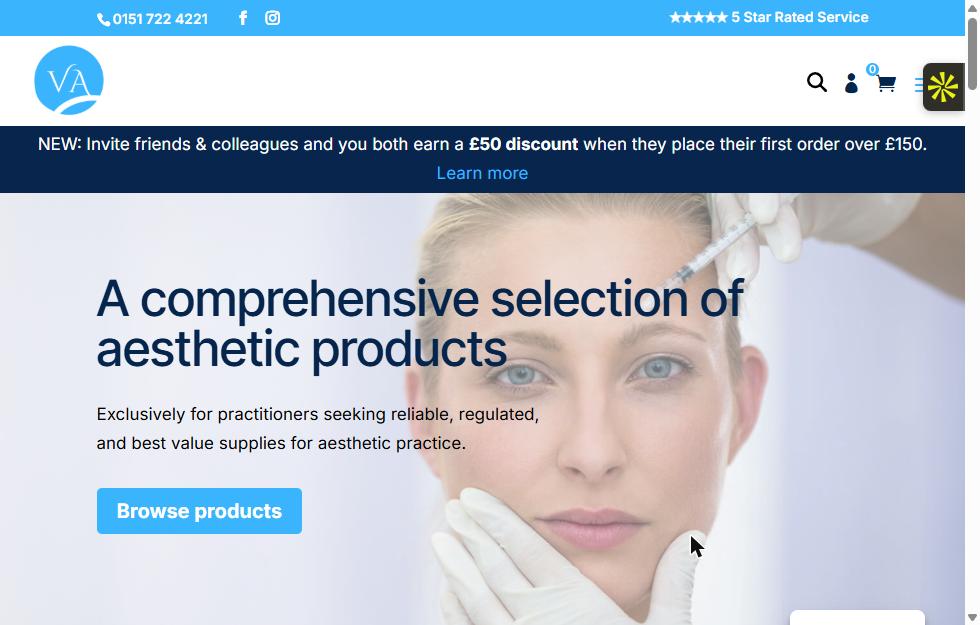 0151 722 4221
★★★★★ 5 Star Rated Service
VA
0
NEW: Invite friends & colleagues and you both earn a £50 discount when they place their first order over £150.
Learn more
A comprehensive selection of
aesthetic products
Exclusively for practitioners seeking reliable, regulated,
and best value supplies for aesthetic practice.
Browse products